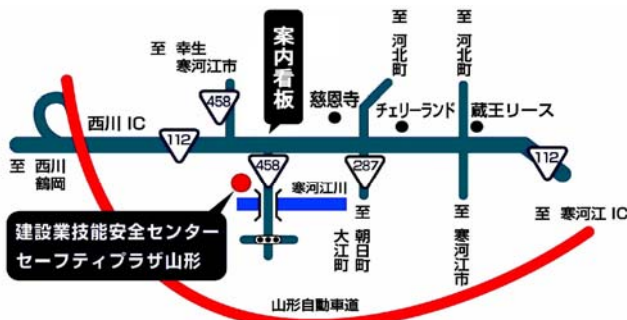 至 河北町
至 河北町
至 幸生
寒河江市
案内看板
458
慈恩寺
チェリーランド
蔵王リース
西川 IC
112
458
287
112
至 西川
鶴岡
寒河江川
至 寒河江 IC
建設業技能安全センター
セーフティプラザ山形
至 朝日町
大江町
至 寒河江市
山形自動車道